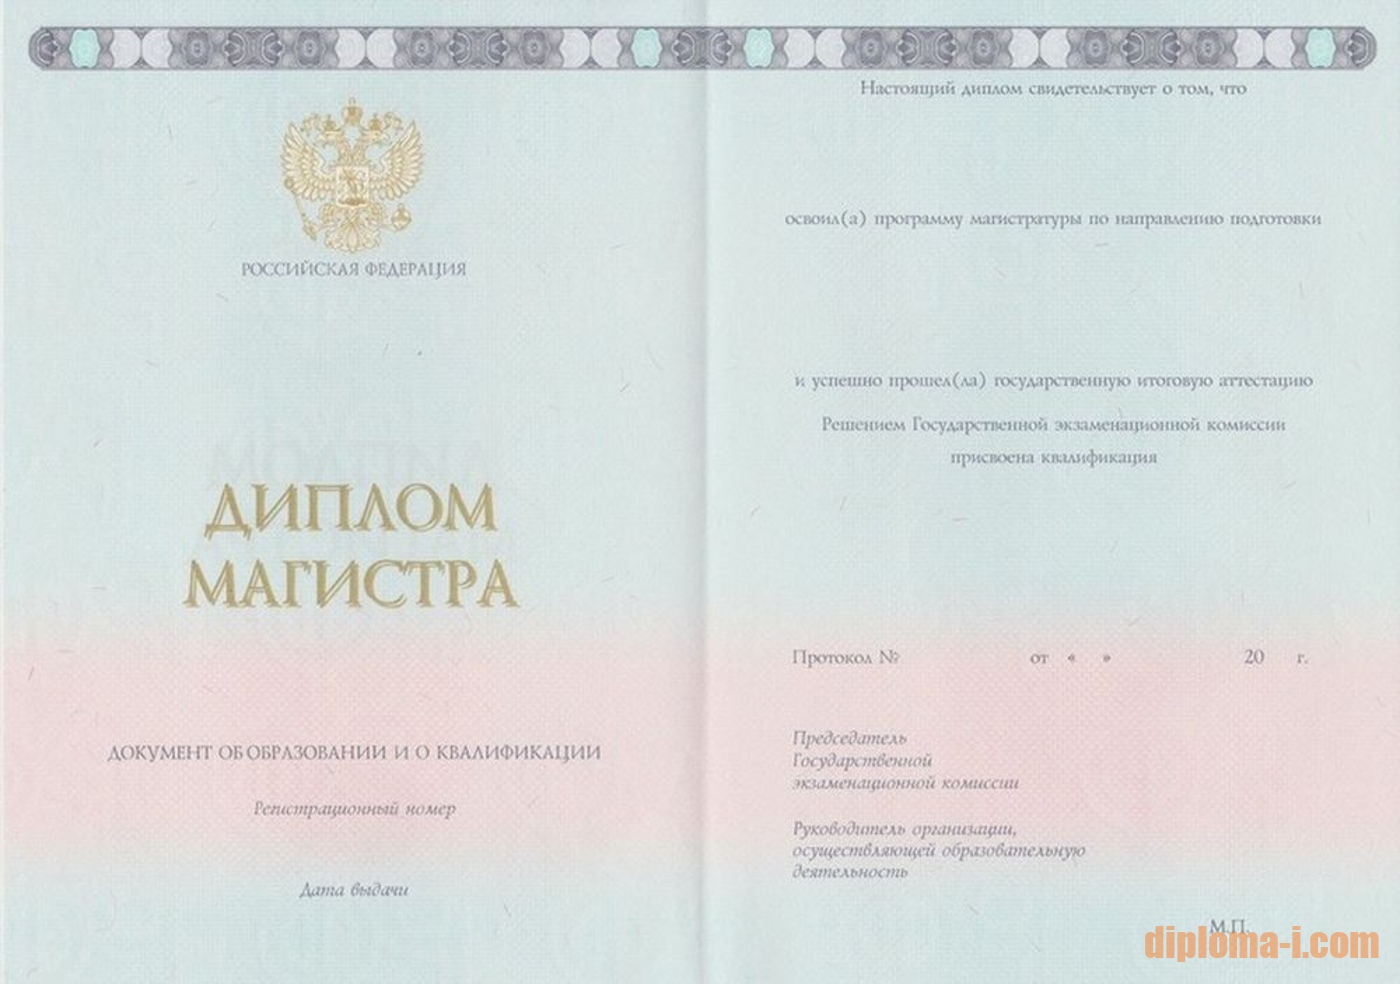 РОССИЙСКАЯ ФЕДЕРАЦИЯ
ДИПЛОМ
МАГИСТРА
ДОКУМЕНТ ОБ ОБРАЗОВАНИИ И О КВАЛИФИКАЦИИ
Регистрационный номер
Дата выдачи
Настоящий диплом свидетельствует о том, что
освоил(а) программу магистратуры по направлению подготовки
и успешно прошел(ла) государственную итоговую аттестацию
Решением Государственной экзаменационной комиссии
присвоена квалификация
Протокол № от « » 20 г.
Председатель
Государственной
экзаменационной комиссии
Руководитель организации,
осуществляющей образовательную
деятельность
М.П.
diploma-i.com